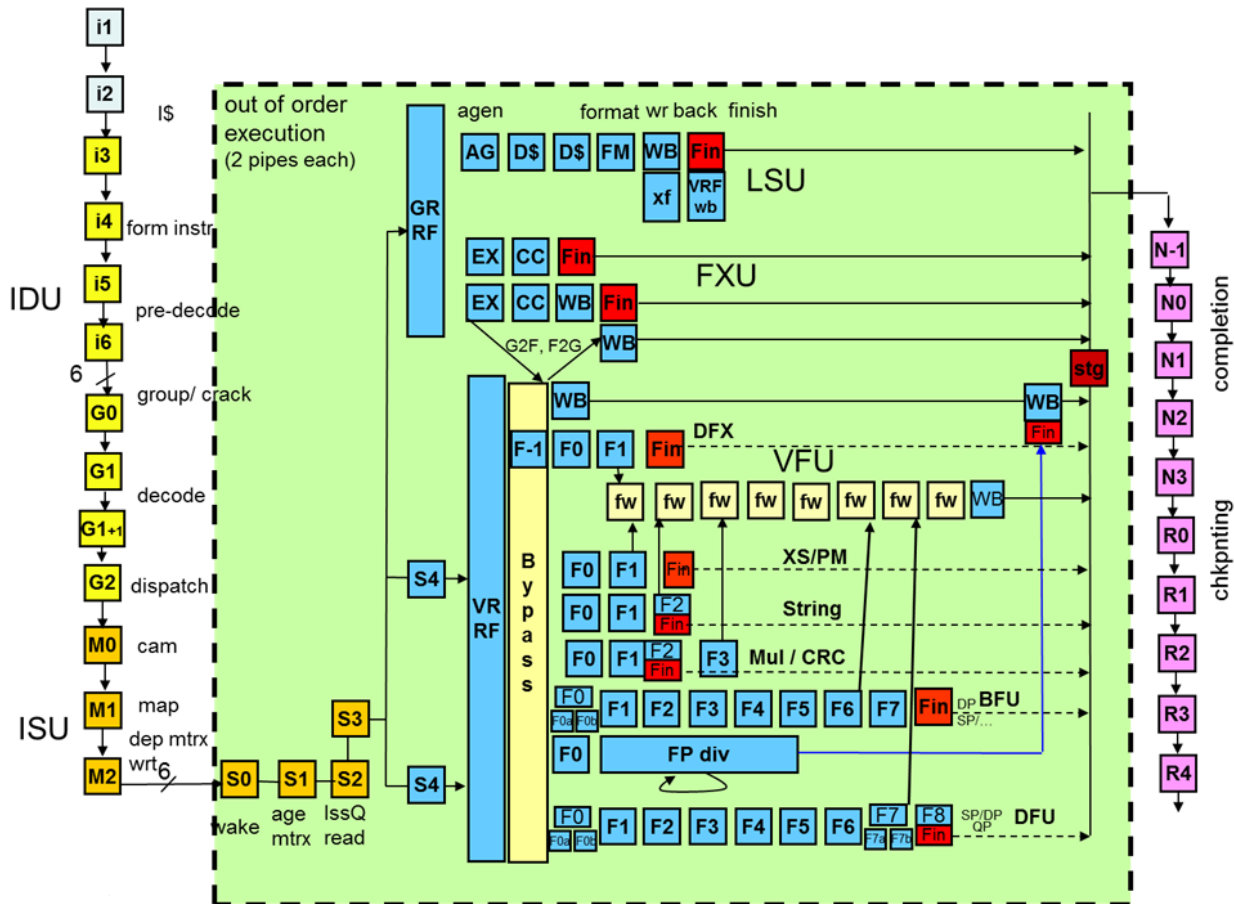 i1
i2
I$
i3
i4
form instr
IDU
i5
pre-decode
i6
6
group/ crack
G0
G1
decode
G1+1
G2
dispatch
M0
cam
ISU
M1
map
dep mtrx
wrt
6
M2
out of order
execution
(2 pipes each)
S0
S1
S2
S3
wake
age
mtrx
IssQ
read
S4
S4
GR
RF
VR
RF
Bypass
agen
format wr back finish
AG D$ D$ FM WB Fin
LSU
xf
VRF
wb
EX CC Fin
FXU
EX CC WB Fin
G2F, F2G
WB
WB
WB
Fin
stg
F-1 F0 F1 Fin
DFX
VFU
fw fw fw fw fw fw fw fw WB
F0 F1 Fin
XS/PM
F0 F1 F2
Fin
String
F0 F1 F2
Fin
Mul / CRC
F3
F0
F0a F0b
F1 F2 F3 F4 F5 F6 F7 Fin
DP BFU
SP/...
F0
FP div
F0
F0a F0b
F1 F2 F3 F4 F5 F6
F7
F7a F7b
F8
Fin
SP/DP
QP
DFU
N-1
N0
N1
N2
N3
R0
R1
R2
R3
R4
completion
chkpnting